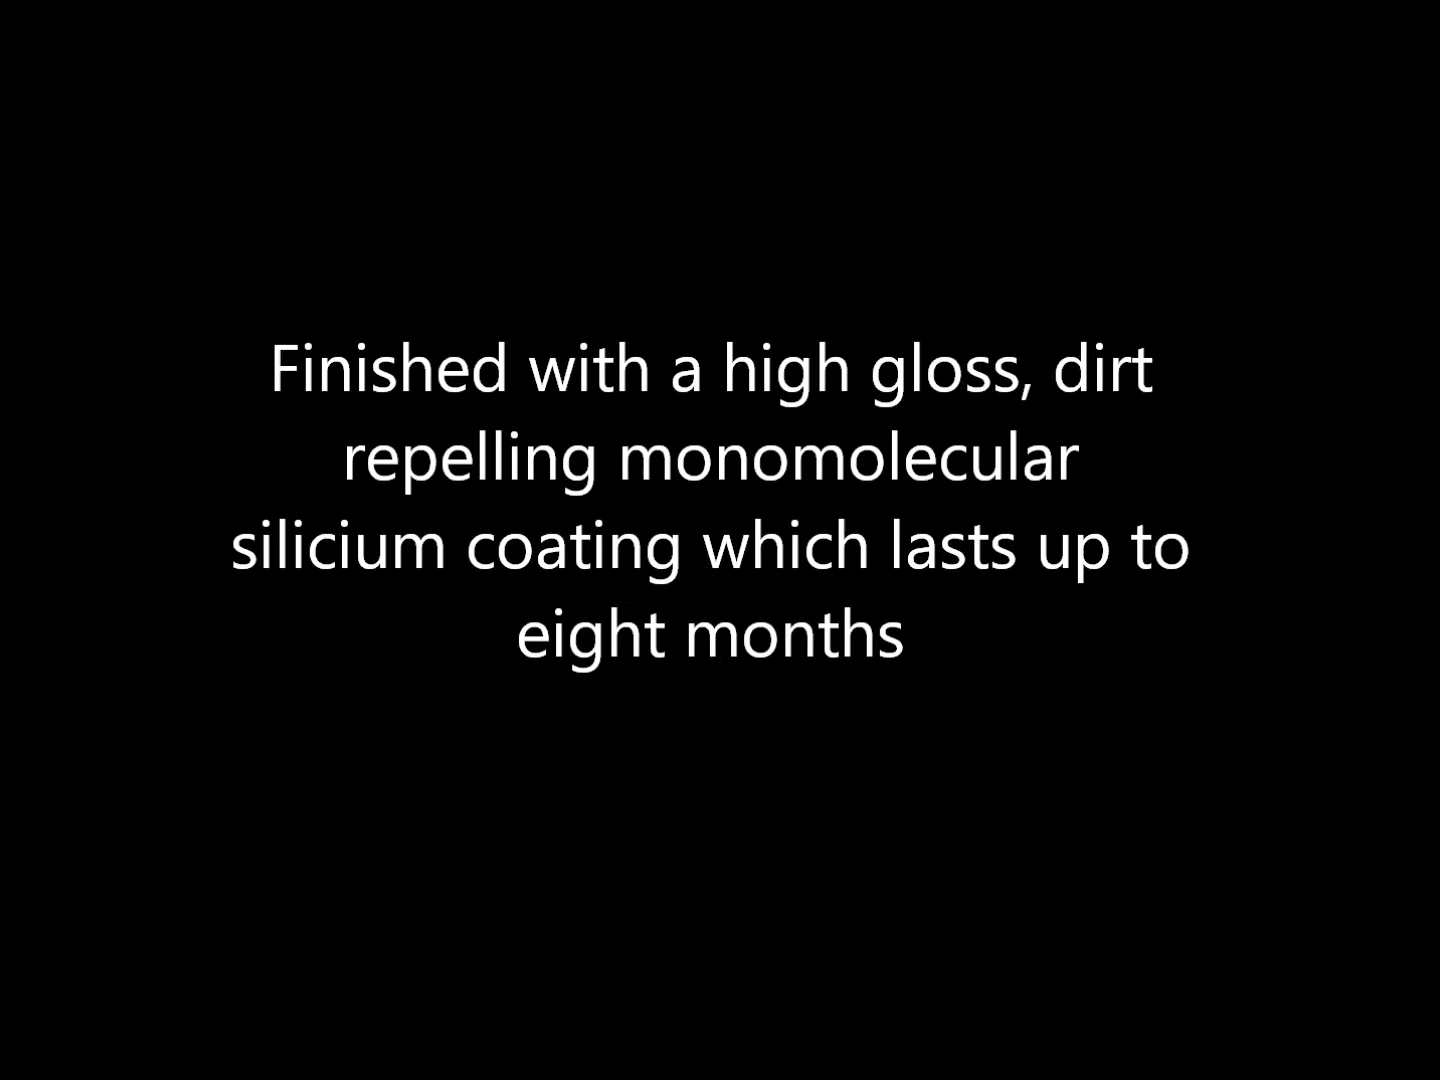 Finished with a high gloss, dirt
repelling monomolecular
silicium coating which lasts up to
eight months